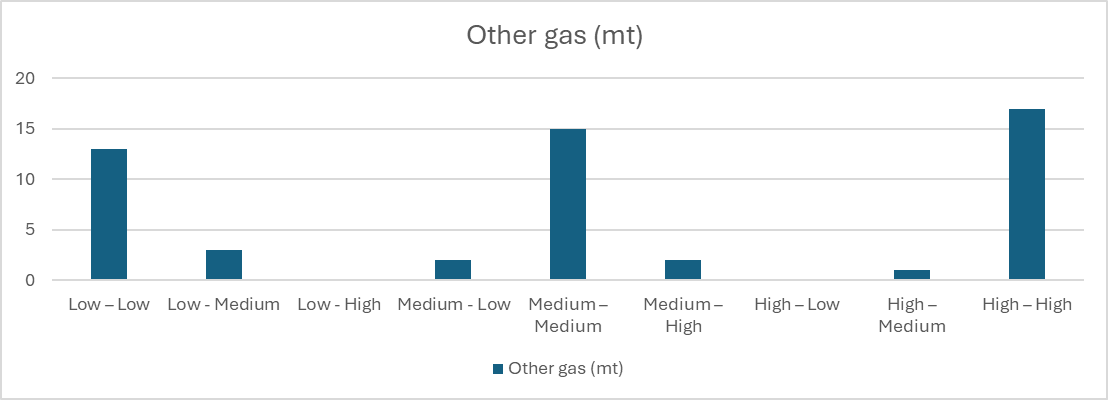 Other gas (mt)
20
15
10
5
0
Low – Low
Low - Medium
Low - High
Medium - Low
Medium –
Medium
Medium –
High
High – Low
High –
Medium
High – High
Other gas (mt)